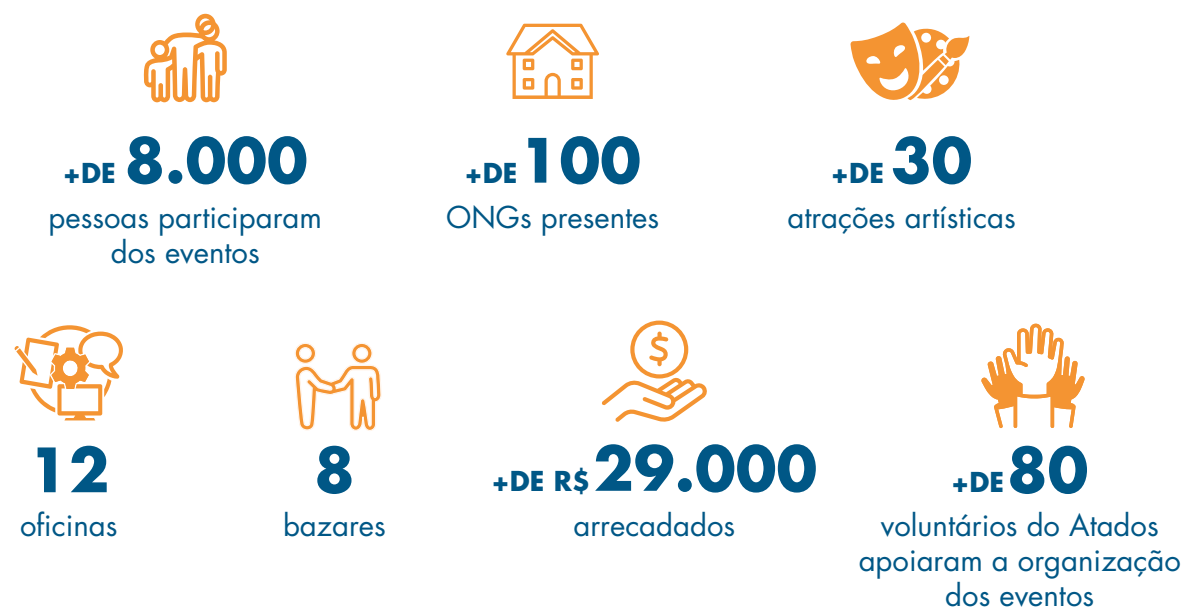 +DE 8.000
pessoas participaram
dos eventos
+DE 100
ONGs presentes
+DE 30
atrações artísticas
12
oficinas
8
bazares
+DE R$ 29.000
arrecadados
+DE 80
voluntários do Atados
apoiaram a organização
dos eventos